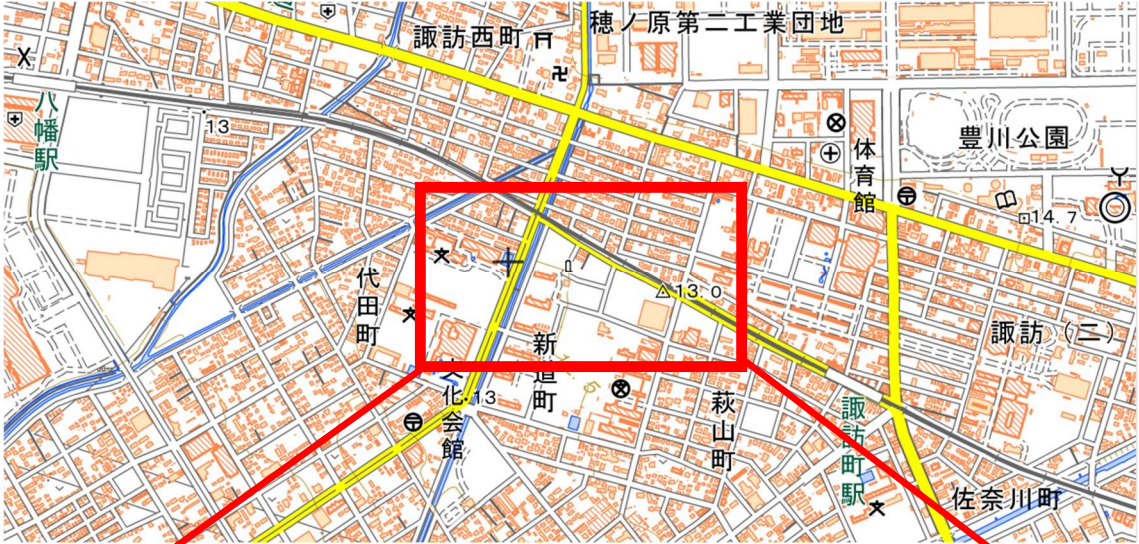 諏訪西町
穂ノ原第二工業団地
八幡駅
13
体育館
豊川公園
14.7
代田町
13.0
新道町
諏訪(二)
文化会館
13
萩山町
諏訪町駅
佐奈川町